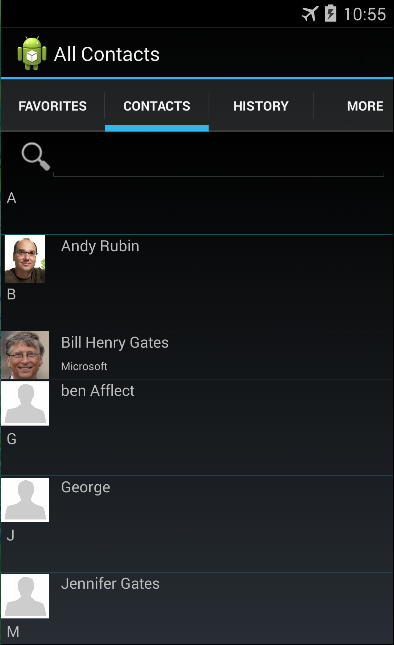 10:55
All Contacts
FAVORITES CONTACTS HISTORY MORE
A
Andy Rubin
B
Bill Henry Gates
Microsoft
ben Afflect
G
George
J
Jennifer Gates
M